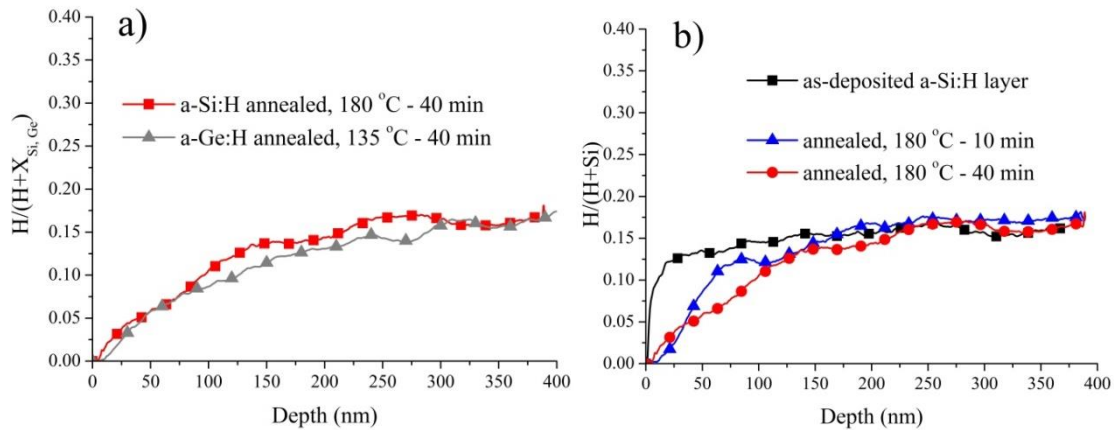 a)
0.40
0.35
0.30
0.25
0.20
0.15
0.10
0.05
0.00
H/(H+X_{Si, Ge})
a-Si:H annealed, 180 °C - 40 min
a-Ge:H annealed, 135 °C - 40 min
0 50 100 150 200 250 300 350 400
Depth (nm)
b)
0.40
0.35
0.30
0.25
0.20
0.15
0.10
0.05
0.00
H/(H+Si)
as-deposited a-Si:H layer
annealed, 180 °C - 10 min
annealed, 180 °C - 40 min
0 50 100 150 200 250 300 350 400
Depth (nm)